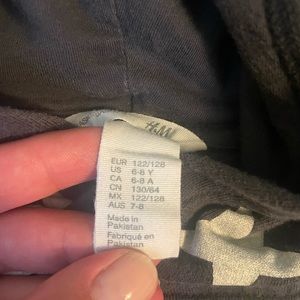 H&M
EUR 122/128
US 6-8 Y
CA 6-8 A
CN 130/64
MX 122/128
AUS 7-8
Made in
Pakistan
Fabriqué en
Pakistan